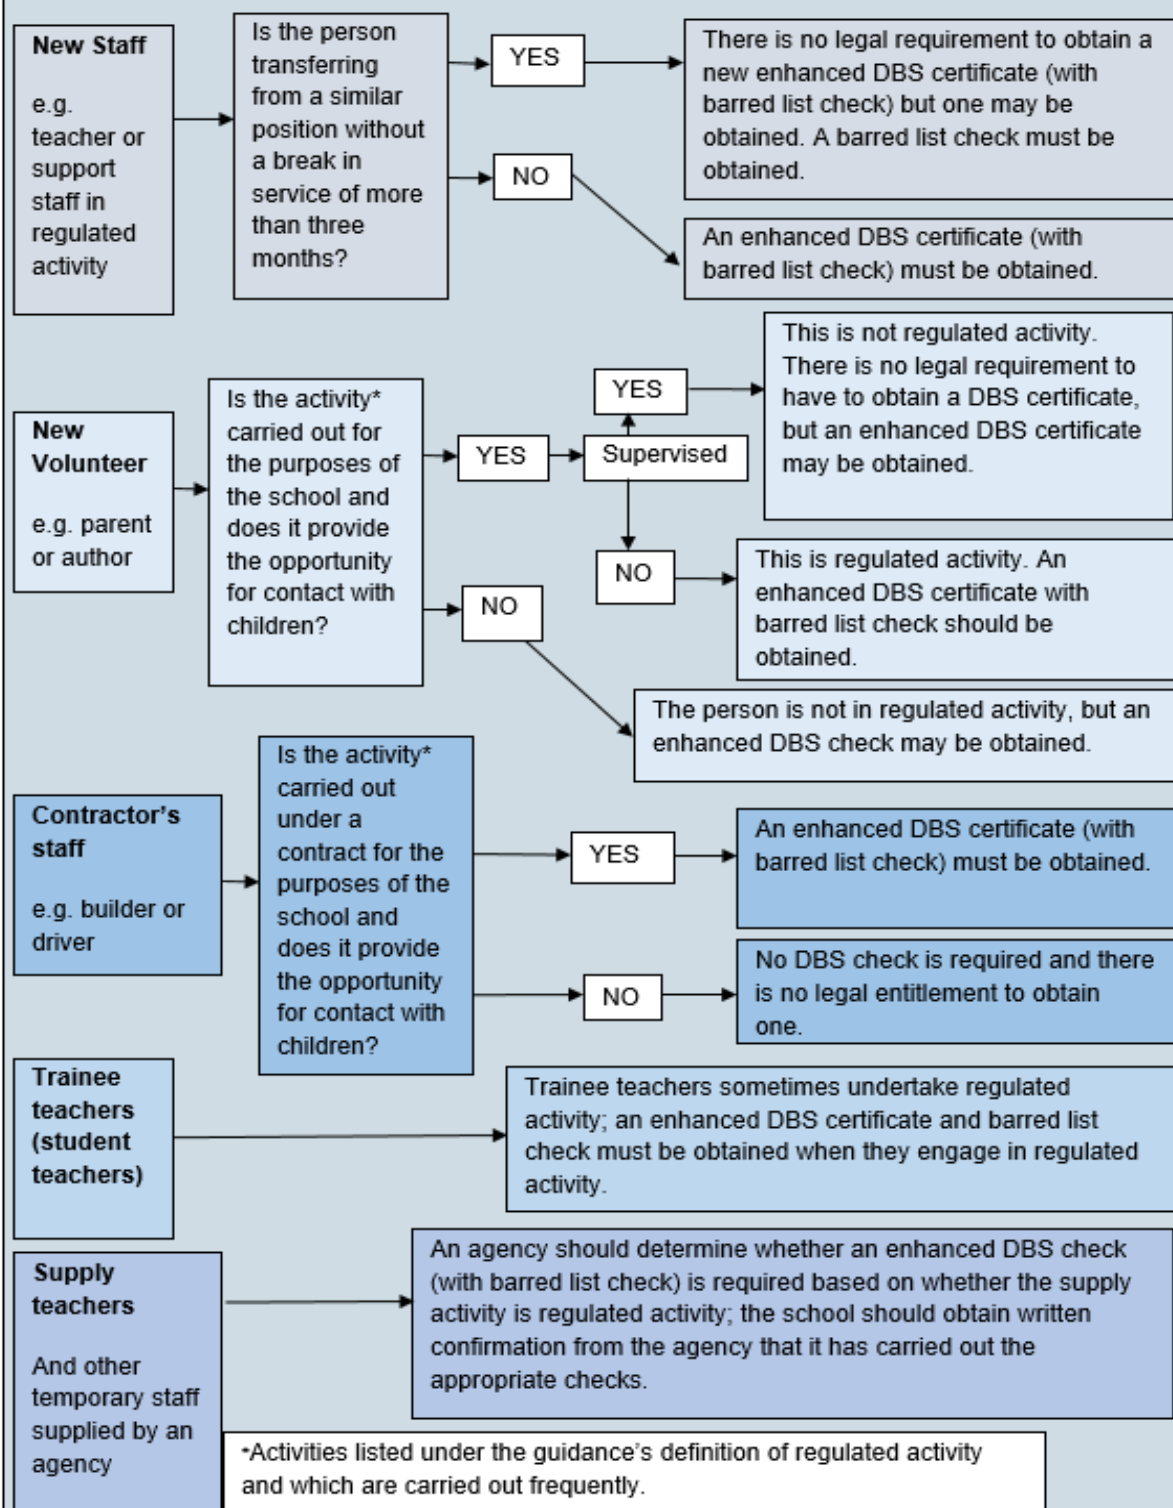 New Staff
e.g.
teacher or
support
staff in
regulated
activity
Is the person
transferring
from a similar
position without
a break in
service of more
than three
months?
YES
There is no legal requirement to obtain a
new enhanced DBS certificate (with
barred list check) but one may be
obtained. A barred list check must be
obtained.
NO
An enhanced DBS certificate (with
barred list check) must be obtained.
New
Volunteer
e.g. parent
or author
Is the activity*
carried out for
the purposes of
the school and
does it provide
the opportunity
for contact with
children?
YES
Supervised
YES
This is not regulated activity.
There is no legal requirement to
have to obtain a DBS certificate,
but an enhanced DBS certificate
may be obtained.
NO
This is regulated activity. An
enhanced DBS certificate with
barred list check should be
obtained.
NO
The person is not in regulated activity, but an
enhanced DBS check may be obtained.
Contractor's
staff
e.g. builder or
driver
Is the activity*
carried out
under a
contract for the
purposes of the
school and
does it provide
the opportunity
for contact with
children?
YES
An enhanced DBS certificate (with
barred list check) must be obtained.
NO
No DBS check is required and there
is no legal entitlement to obtain
one.
Trainee
teachers
(student
teachers)
Trainee teachers sometimes undertake regulated
activity; an enhanced DBS certificate and barred list
check must be obtained when they engage in regulated
activity.
Supply
teachers
And other
temporary staff
supplied by an
agency
An agency should determine whether an enhanced DBS check
(with barred list check) is required based on whether the supply
activity is regulated activity; the school should obtain written
confirmation from the agency that it has carried out the
appropriate checks.
*Activities listed under the guidance's definition of regulated activity
and which are carried out frequently.